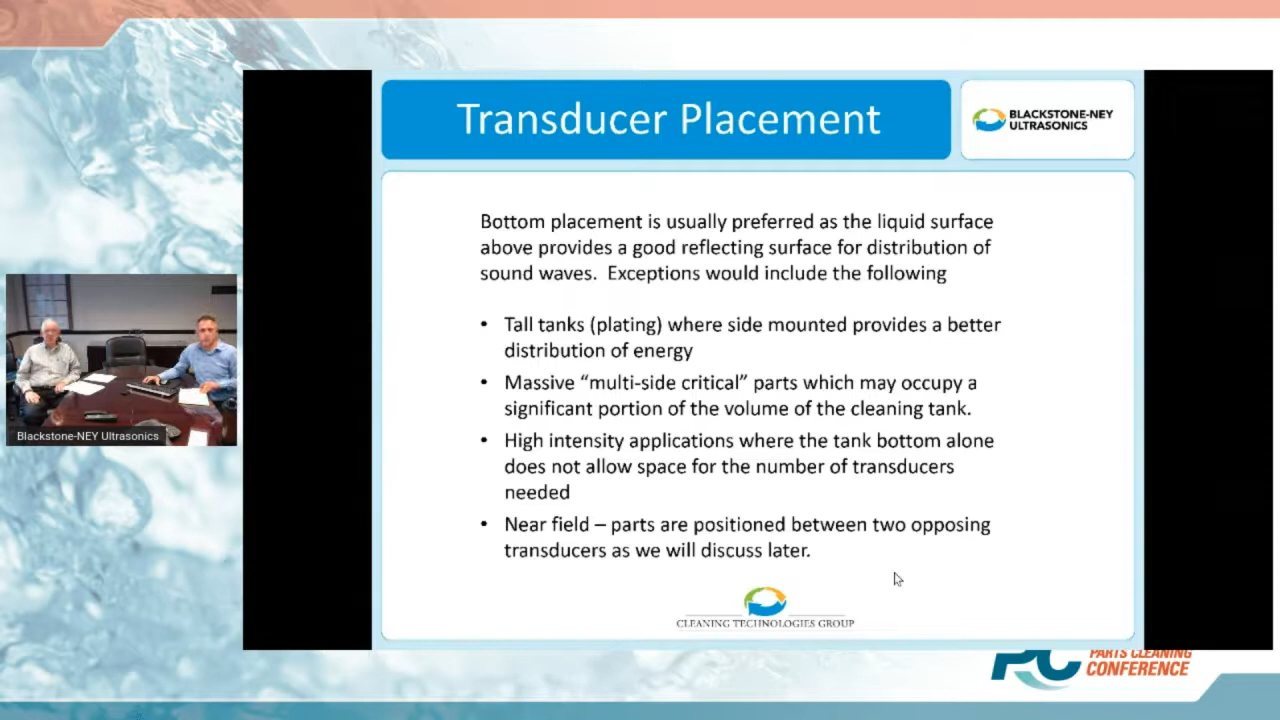 Transducer Placement
BLACKSTONE-NEY
ULTRASONICS
Bottom placement is usually preferred as the liquid surface
above provides a good reflecting surface for distribution of
sound waves. Exceptions would include the following
• Tall tanks (plating) where side mounted provides a better
distribution of energy
• Massive “multi-side critical” parts which may occupy a
significant portion of the volume of the cleaning tank.
• High intensity applications where the tank bottom alone
does not allow space for the number of transducers
needed
• Near field – parts are positioned between two opposing
transducers as we will discuss later.
Blackstone-NEY Ultrasonics
CLEANING TECHNOLOGIES GROUP
PC
PARTS CLEANING
CONFERENCE